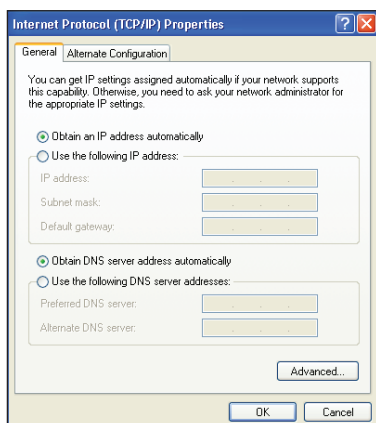 Internet Protocol (TCP/IP) Properties
General
Alternate Configuration
You can get IP settings assigned automatically if your network supports
this capability. Otherwise, you need to ask your network administrator for
the appropriate IP settings.
Obtain an IP address automatically
Use the following IP address:
IP address:
Subnet mask:
Default gateway:
Obtain DNS server address automatically
Use the following DNS server addresses:
Preferred DNS server:
Alternate DNS server:
Advanced...
OK
Cancel